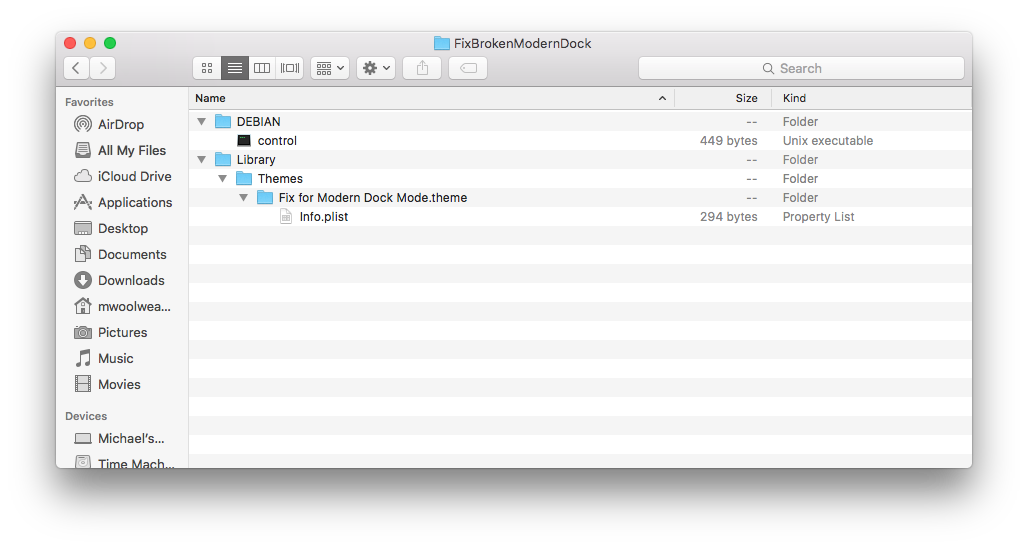 FixBrokenModernDock
Search
Favorites
AirDrop
All My Files
iCloud Drive
Applications
Desktop
Documents
Downloads
mwoolwea...
Pictures
Music
Movies
Devices
Michael's...
Time Mach...
Name Size Kind
DEBIAN -- Folder
control 449 bytes Unix executable
Library -- Folder
Themes -- Folder
Fix for Modern Dock Mode.theme -- Folder
Info.plist 294 bytes Property List